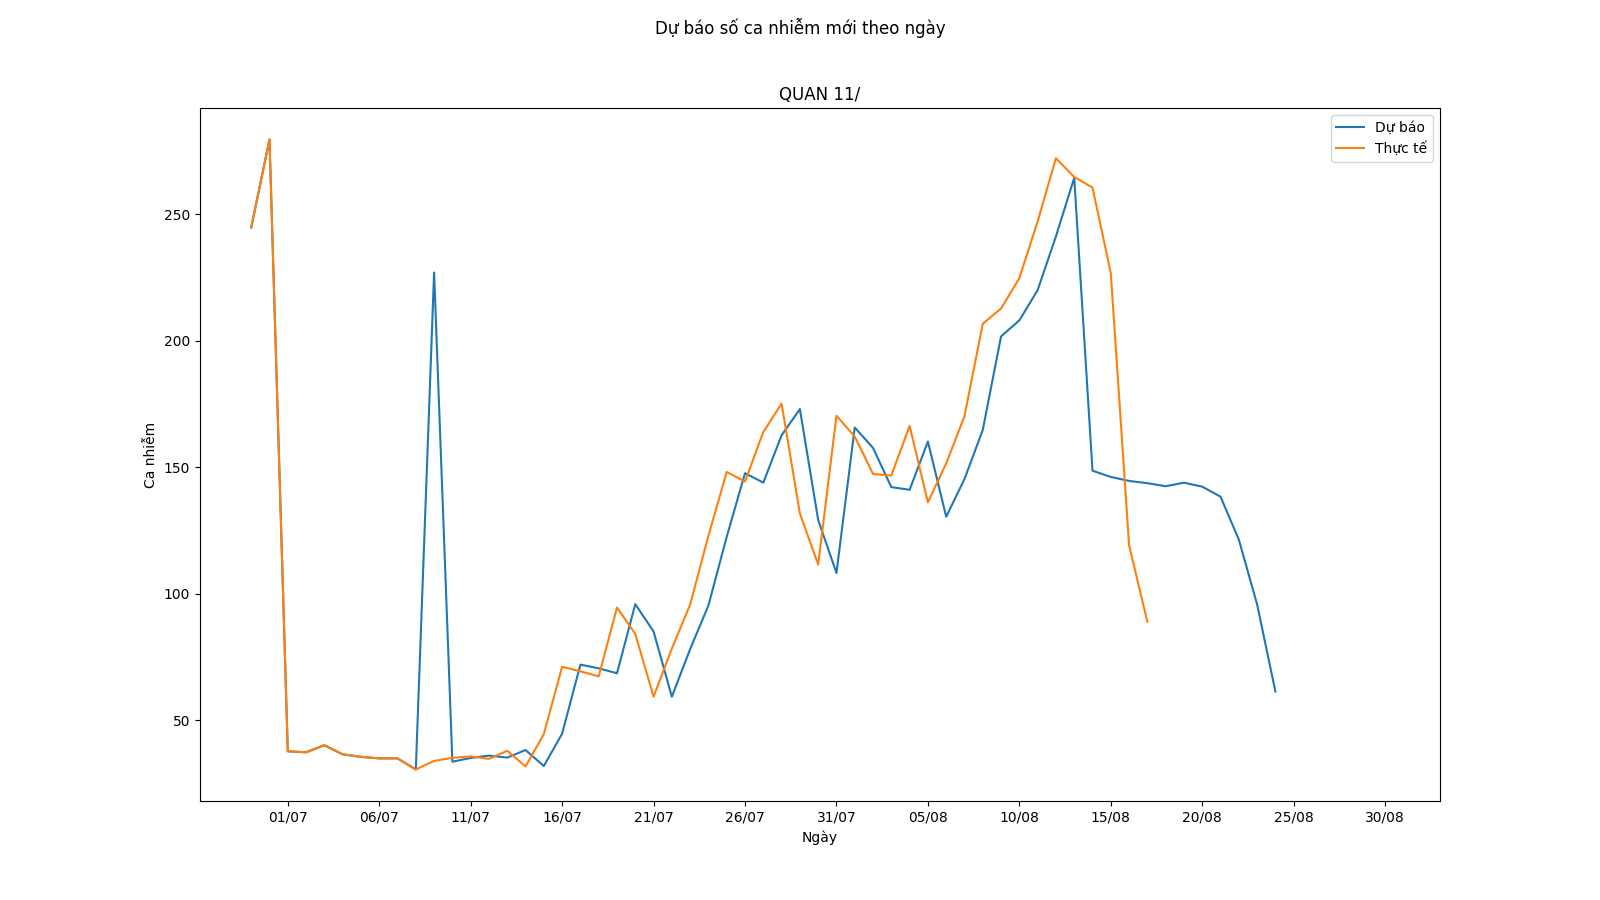 Dự báo số ca nhiễm mới theo ngày
QUAN 11/
Dự báo
Thực tế
250
200
150
100
50
Ca nhiễm
01/07 06/07 11/07 16/07 21/07 26/07 31/07 05/08 10/08 15/08 20/08 25/08 30/08
Ngày